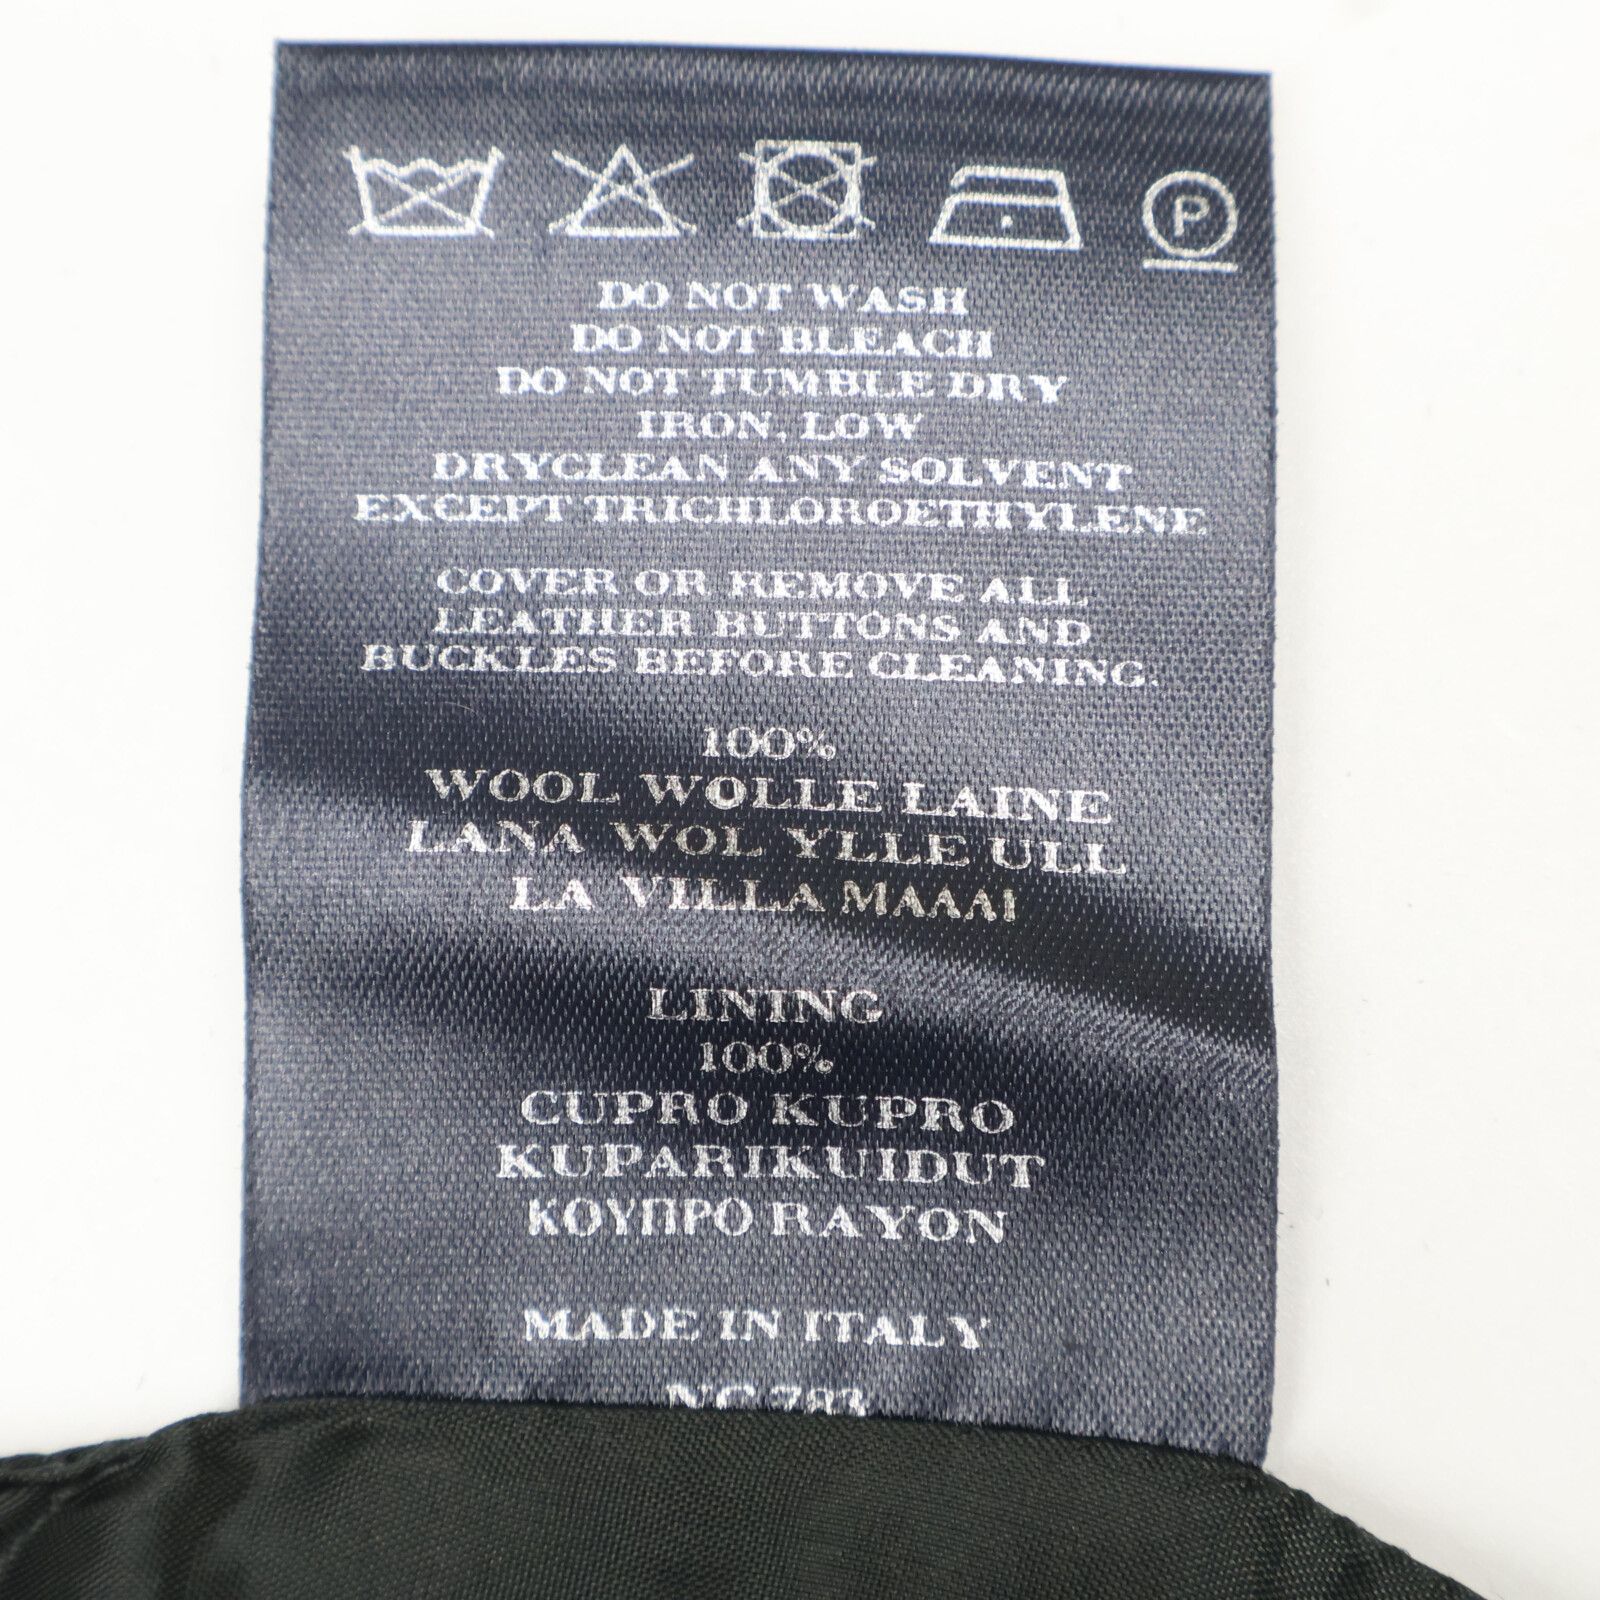 P
DO NOT WASH
DO NOT BLEACH
DO NOT TUMBLE DRY
IRON, LOW
DRYCLEAN ANY SOLVENT
EXCEPT TRICHLOROETHYLENE
COVER OR REMOVE ALL
LEATHER BUTTONS AND
BUCKLES BEFORE CLEANING.
100%
WOOL WOLLE LAINE
LANA WOL YLLE ULL
LA VILLA MAAAI
LINING
100%
CUPRO KUPRO
KUPARIKUIDUT
ΚΟΥΠΡΟ RAYON
MADE IN ITALY